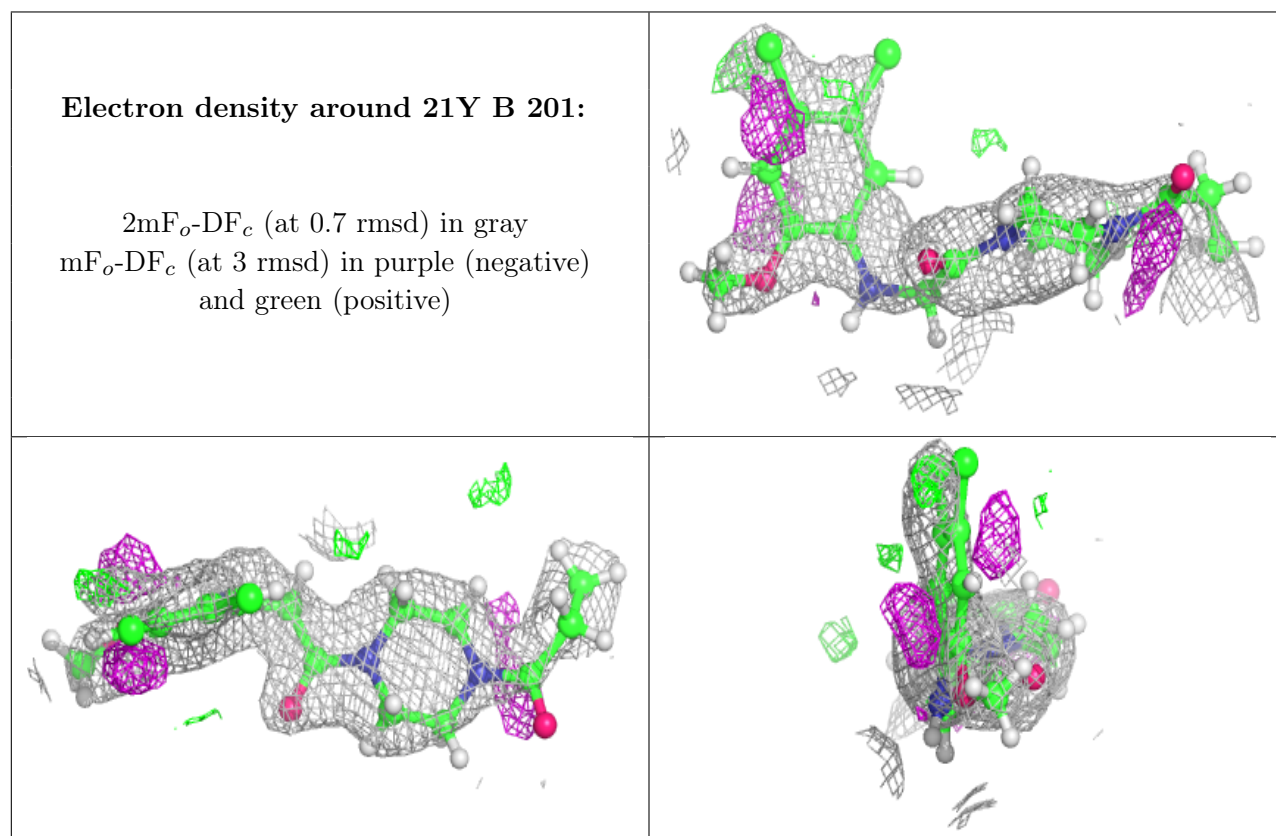 Electron density around 21Y B 201:
2mFo-DFc (at 0.7 rmsd) in gray
mFo-DFc (at 3 rmsd) in purple (negative)
and green (positive)